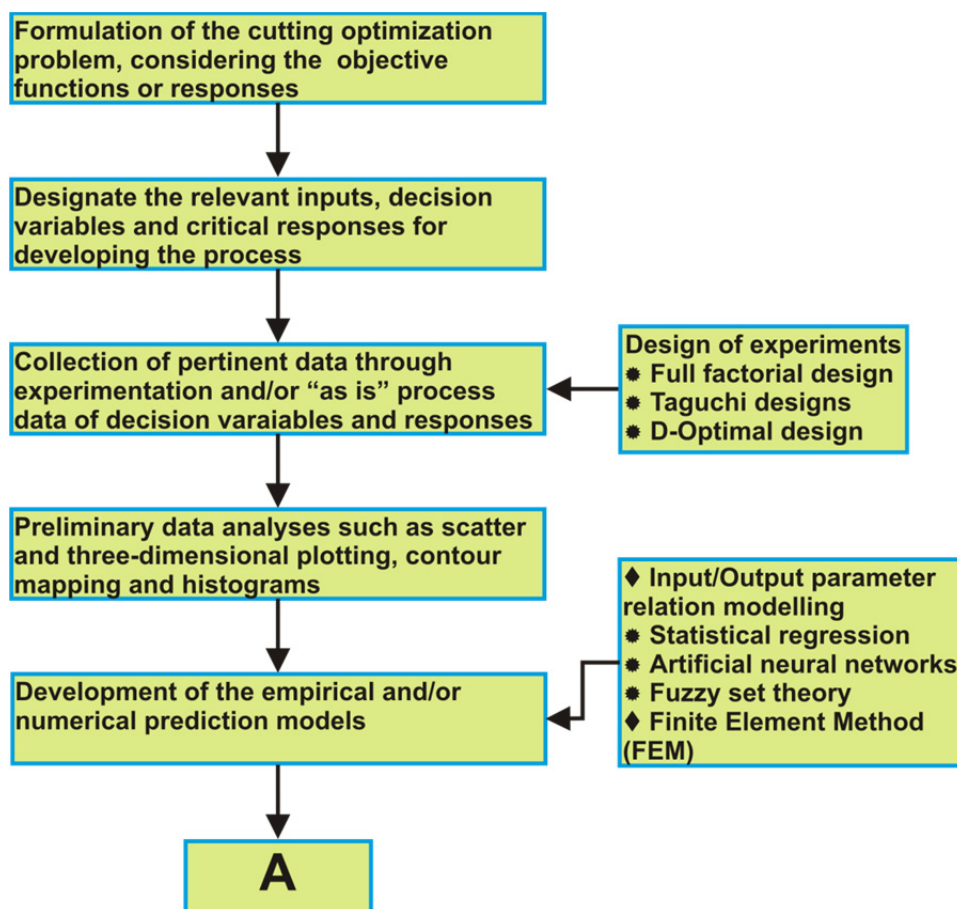 Formulation of the cutting optimization
problem, considering the objective
functions or responses
Designate the relevant inputs, decision
variables and critical responses for
developing the process
Collection of pertinent data through
experimentation and/or “as is” process
data of decision varaiables and responses
Design of experiments
✹ Full factorial design
✹ Taguchi designs
✹ D-Optimal design
Preliminary data analyses such as scatter
and three-dimensional plotting, contour
mapping and histograms
♦ Input/Output parameter
relation modelling
✹ Statistical regression
✹ Artificial neural networks
✹ Fuzzy set theory
♦ Finite Element Method
(FEM)
Development of the empirical and/or
numerical prediction models
A